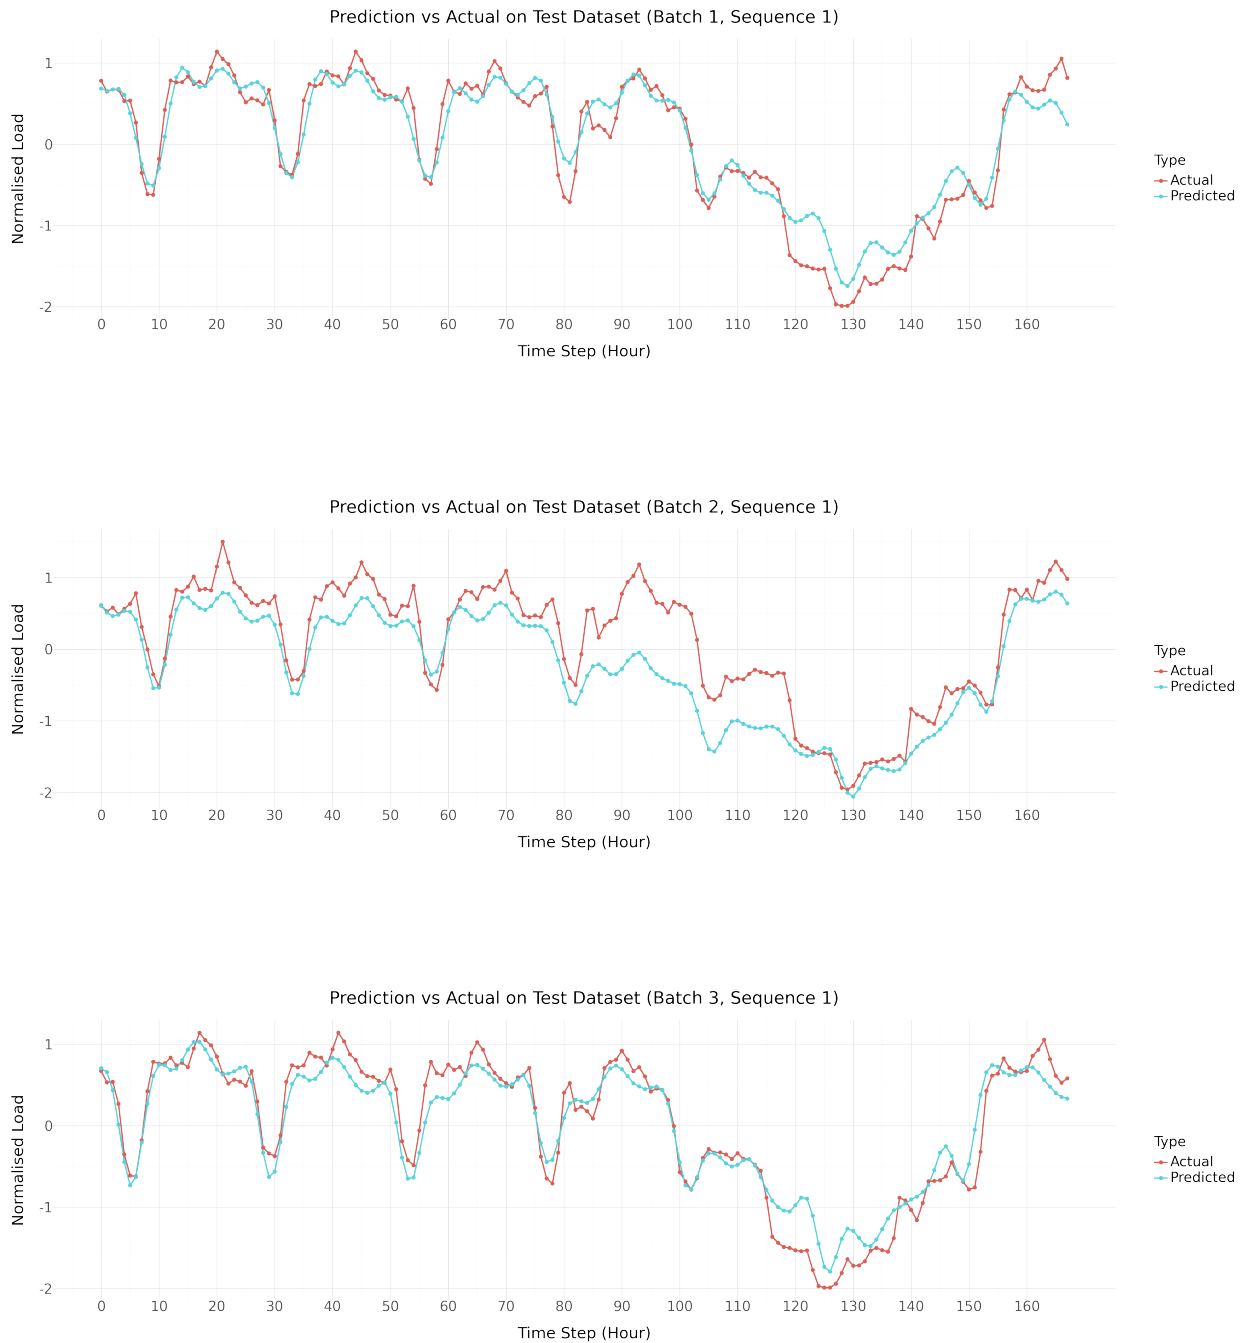 Prediction vs Actual on Test Dataset (Batch 1, Sequence 1)
1
0
-1
-2
Normalised Load
0 10 20 30 40 50 60 70 80 90 100 110 120 130 140 150 160
Time Step (Hour)
Type
Actual
Predicted
Prediction vs Actual on Test Dataset (Batch 2, Sequence 1)
1
0
-1
-2
Normalised Load
0 10 20 30 40 50 60 70 80 90 100 110 120 130 140 150 160
Time Step (Hour)
Type
Actual
Predicted
Prediction vs Actual on Test Dataset (Batch 3, Sequence 1)
1
0
-1
-2
Normalised Load
0 10 20 30 40 50 60 70 80 90 100 110 120 130 140 150 160
Time Step (Hour)
Type
Actual
Predicted